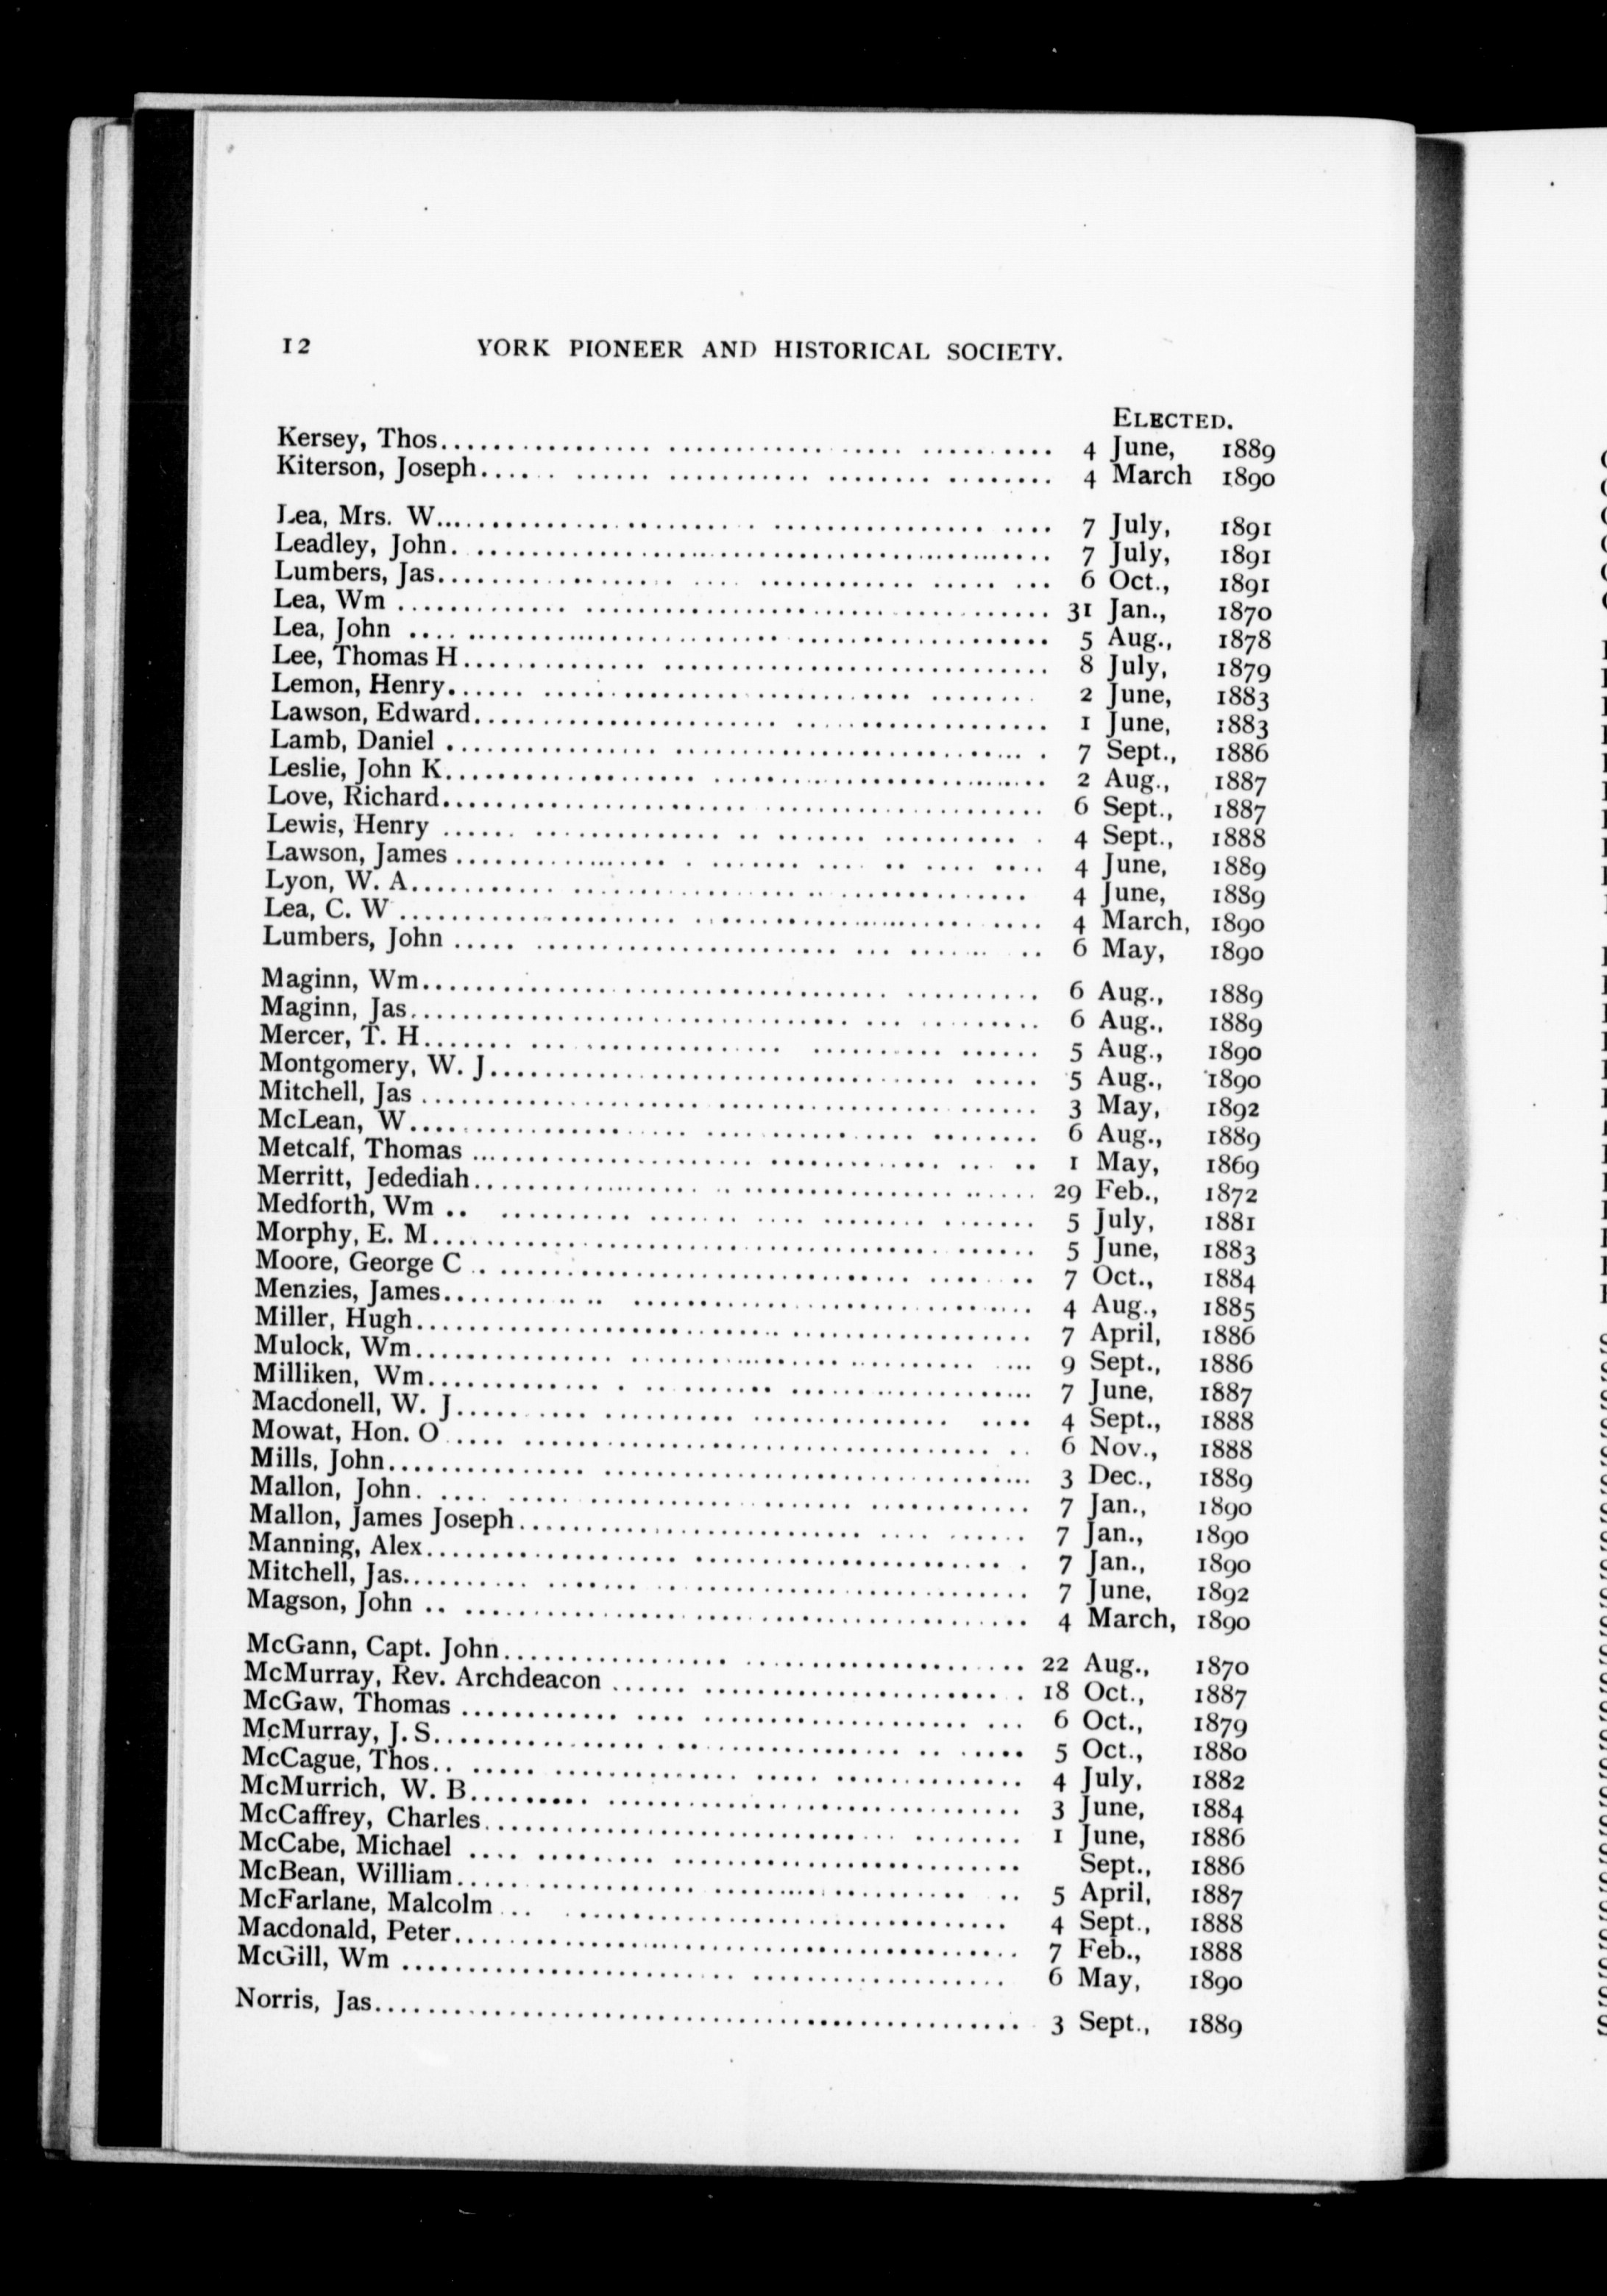 12 YORK PIONEER AND HISTORICAL SOCIETY.
ELECTED.
Kersey, Thos. 4 June, 1889
Kiterson, Joseph. 4 March 1890
Lea, Mrs. W. 7 July, 1891
Leadley, John. 7 July, 1891
Lumbers, Jas. 6 Oct., 1891
Lea, Wm 31 Jan., 1870
Lea, John 5 Aug., 1878
Lee, Thomas H. 8 July, 1879
Lemon, Henry. 2 June, 1883
Lawson, Edward. 1 June, 1883
Lamb, Daniel 7 Sept., 1886
Leslie, John K. 2 Aug., 1887
Love, Richard. 6 Sept., 1887
Lewis, Henry 4 Sept., 1888
Lawson, James 4 June, 1889
Lyon, W. A. 4 June, 1889
Lea, C. W 4 March, 1890
Lumbers, John 6 May, 1890
Maginn, Wm. 6 Aug., 1889
Maginn, Jas. 6 Aug., 1889
Mercer, T. H. 5 Aug., 1890
Montgomery, W. J. 5 Aug., 1890
Mitchell, Jas 3 May, 1892
McLean, W. 6 Aug., 1889
Metcalf, Thomas 1 May, 1869
Merritt, Jedediah. 29 Feb., 1872
Medforth, Wm 5 July, 1881
Morphy, E. M. 5 June, 1883
Moore, George C 7 Oct., 1884
Menzies, James. 4 Aug., 1885
Miller, Hugh. 7 April, 1886
Mulock, Wm. 9 Sept., 1886
Milliken, Wm. 7 June, 1887
Macdonell, W. J. 4 Sept., 1888
Mowat, Hon. O 6 Nov., 1888
Mills, John. 3 Dec., 1889
Mallon, John. 7 Jan., 1890
Mallon, James Joseph. 7 Jan., 1890
Manning, Alex. 7 Jan., 1890
Mitchell, Jas. 7 June, 1892
Magson, John 4 March, 1890
McGann, Capt. John. 22 Aug., 1870
McMurray, Rev. Archdeacon 18 Oct., 1887
McGaw, Thomas 6 Oct., 1879
McMurray, J. S. 5 Oct., 1880
McCague, Thos. 4 July, 1882
McMurrich, W. B. 3 June, 1884
McCaffrey, Charles. 1 June, 1886
McCabe, Michael Sept., 1886
McBean, William. 5 April, 1887
McFarlane, Malcolm 4 Sept., 1888
Macdonald, Peter. 7 Feb., 1888
McGill, Wm 6 May, 1890
Norris, Jas. 3 Sept., 1889